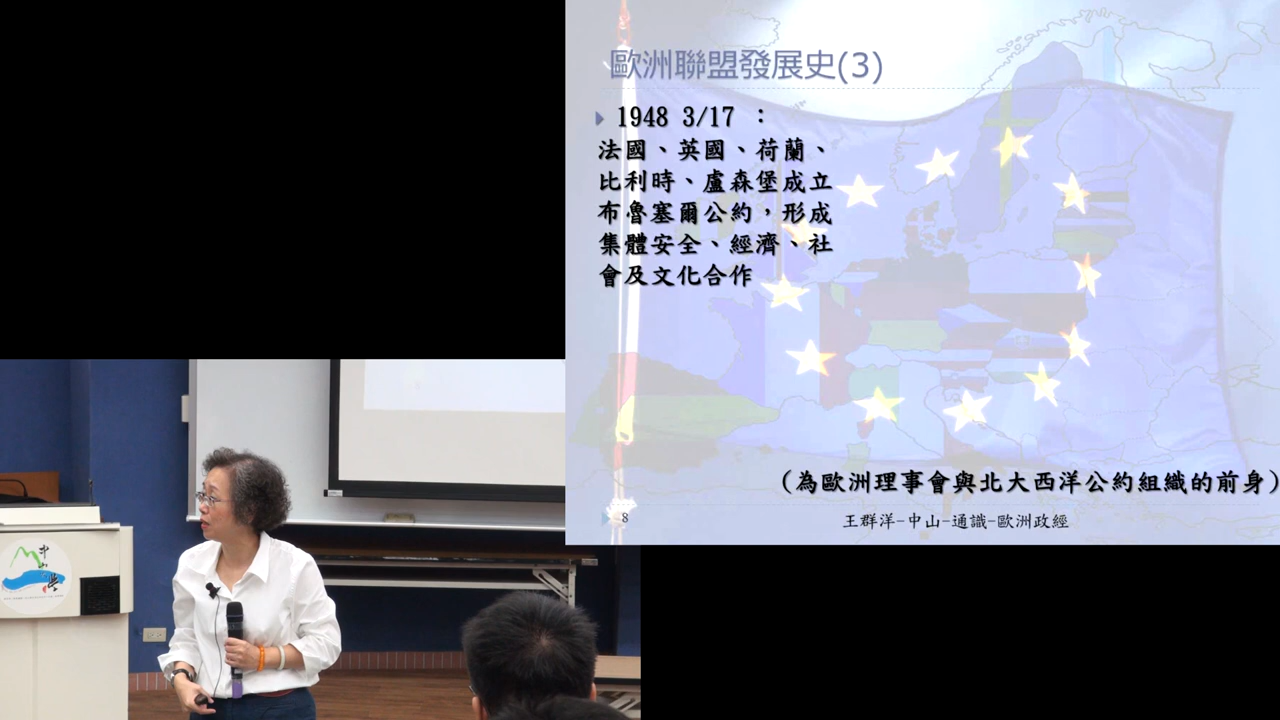 歐洲聯盟發展史(3)
1948 3/17 ：
法國、英國、荷蘭、
比利時、盧森堡成立
布魯塞爾公約，形成
集體安全、經濟、社
會及文化合作
(為歐洲理事會與北大西洋公約組織的前身)
8
王群洋-中山-通識-歐洲政經
中山